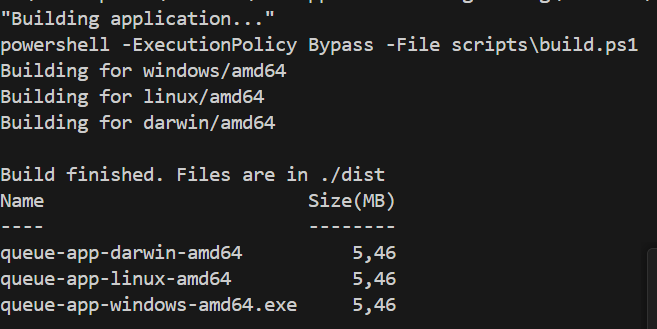 "Building application..."
powershell -ExecutionPolicy Bypass -File scripts\build.ps1
Building for windows/amd64
Building for linux/amd64
Building for darwin/amd64
Build finished. Files are in ./dist
Name Size(MB)
---- --------
queue-app-darwin-amd64 5,46
queue-app-linux-amd64 5,46
queue-app-windows-amd64.exe 5,46